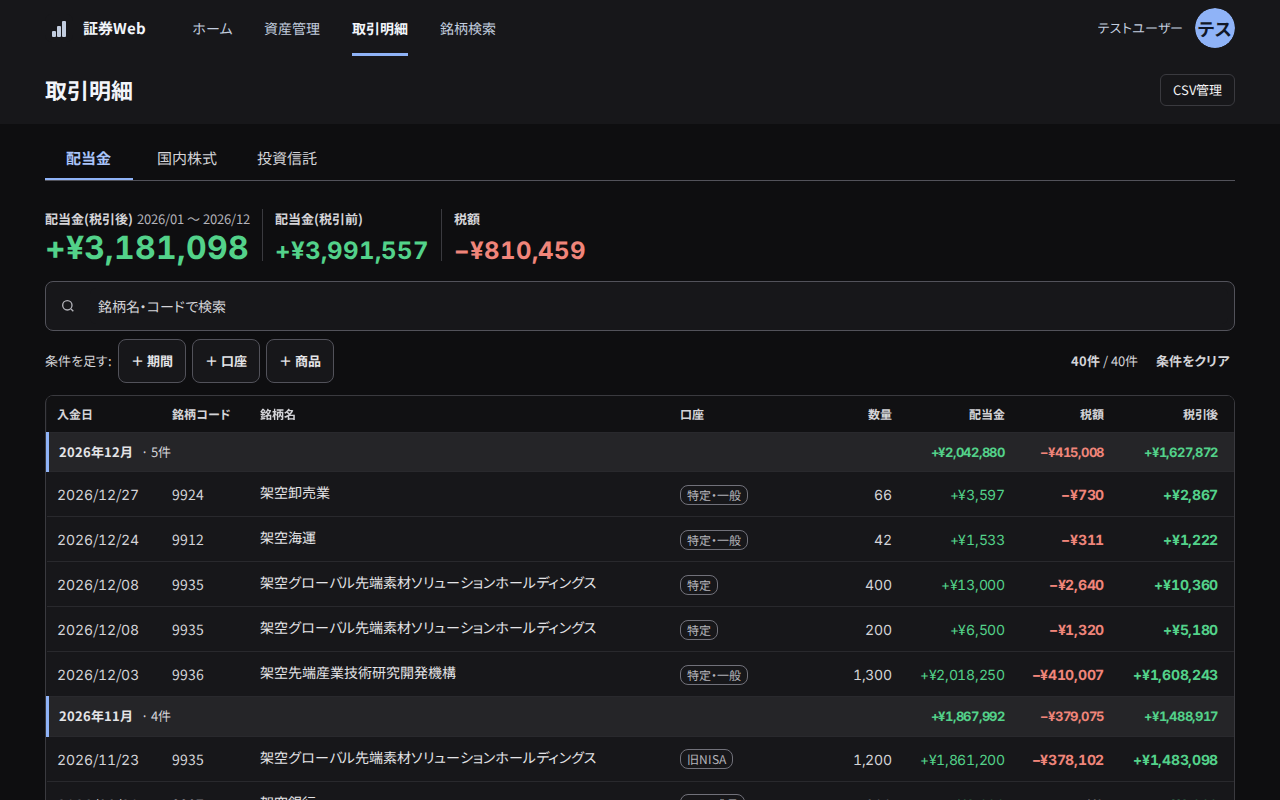 証券Web ホーム 資産管理 取引明細 銘柄検索 テストユーザー テス
取引明細 CSV管理
配当金 国内株式 投資信託
配当金(税引後) 2026/01 〜 2026/12 配当金(税引前) 税額
+¥3,181,098 +¥3,991,557 −¥810,459
銘柄名・コードで検索
条件を足す: + 期間 + 口座 + 商品 40件 / 40件 条件をクリア
入金日 銘柄コード 銘柄名 口座 数量 配当金 税額 税引後
2026年12月 · 5件 +¥2,042,880 −¥415,008 +¥1,627,872
2026/12/27 9924 架空卸売業 特定・一般 66 +¥3,597 −¥730 +¥2,867
2026/12/24 9912 架空海運 特定・一般 42 +¥1,533 −¥311 +¥1,222
2026/12/08 9935 架空グローバル先端素材ソリューションホールディングス 特定 400 +¥13,000 −¥2,640 +¥10,360
2026/12/08 9935 架空グローバル先端素材ソリューションホールディングス 特定 200 +¥6,500 −¥1,320 +¥5,180
2026/12/03 9936 架空先端産業技術研究開発機構 特定・一般 1,300 +¥2,018,250 −¥410,007 +¥1,608,243
2026年11月 · 4件 +¥1,867,992 −¥379,075 +¥1,488,917
2026/11/23 9935 架空グローバル先端素材ソリューションホールディングス 旧NISA 1,200 +¥1,861,200 −¥378,102 +¥1,483,098